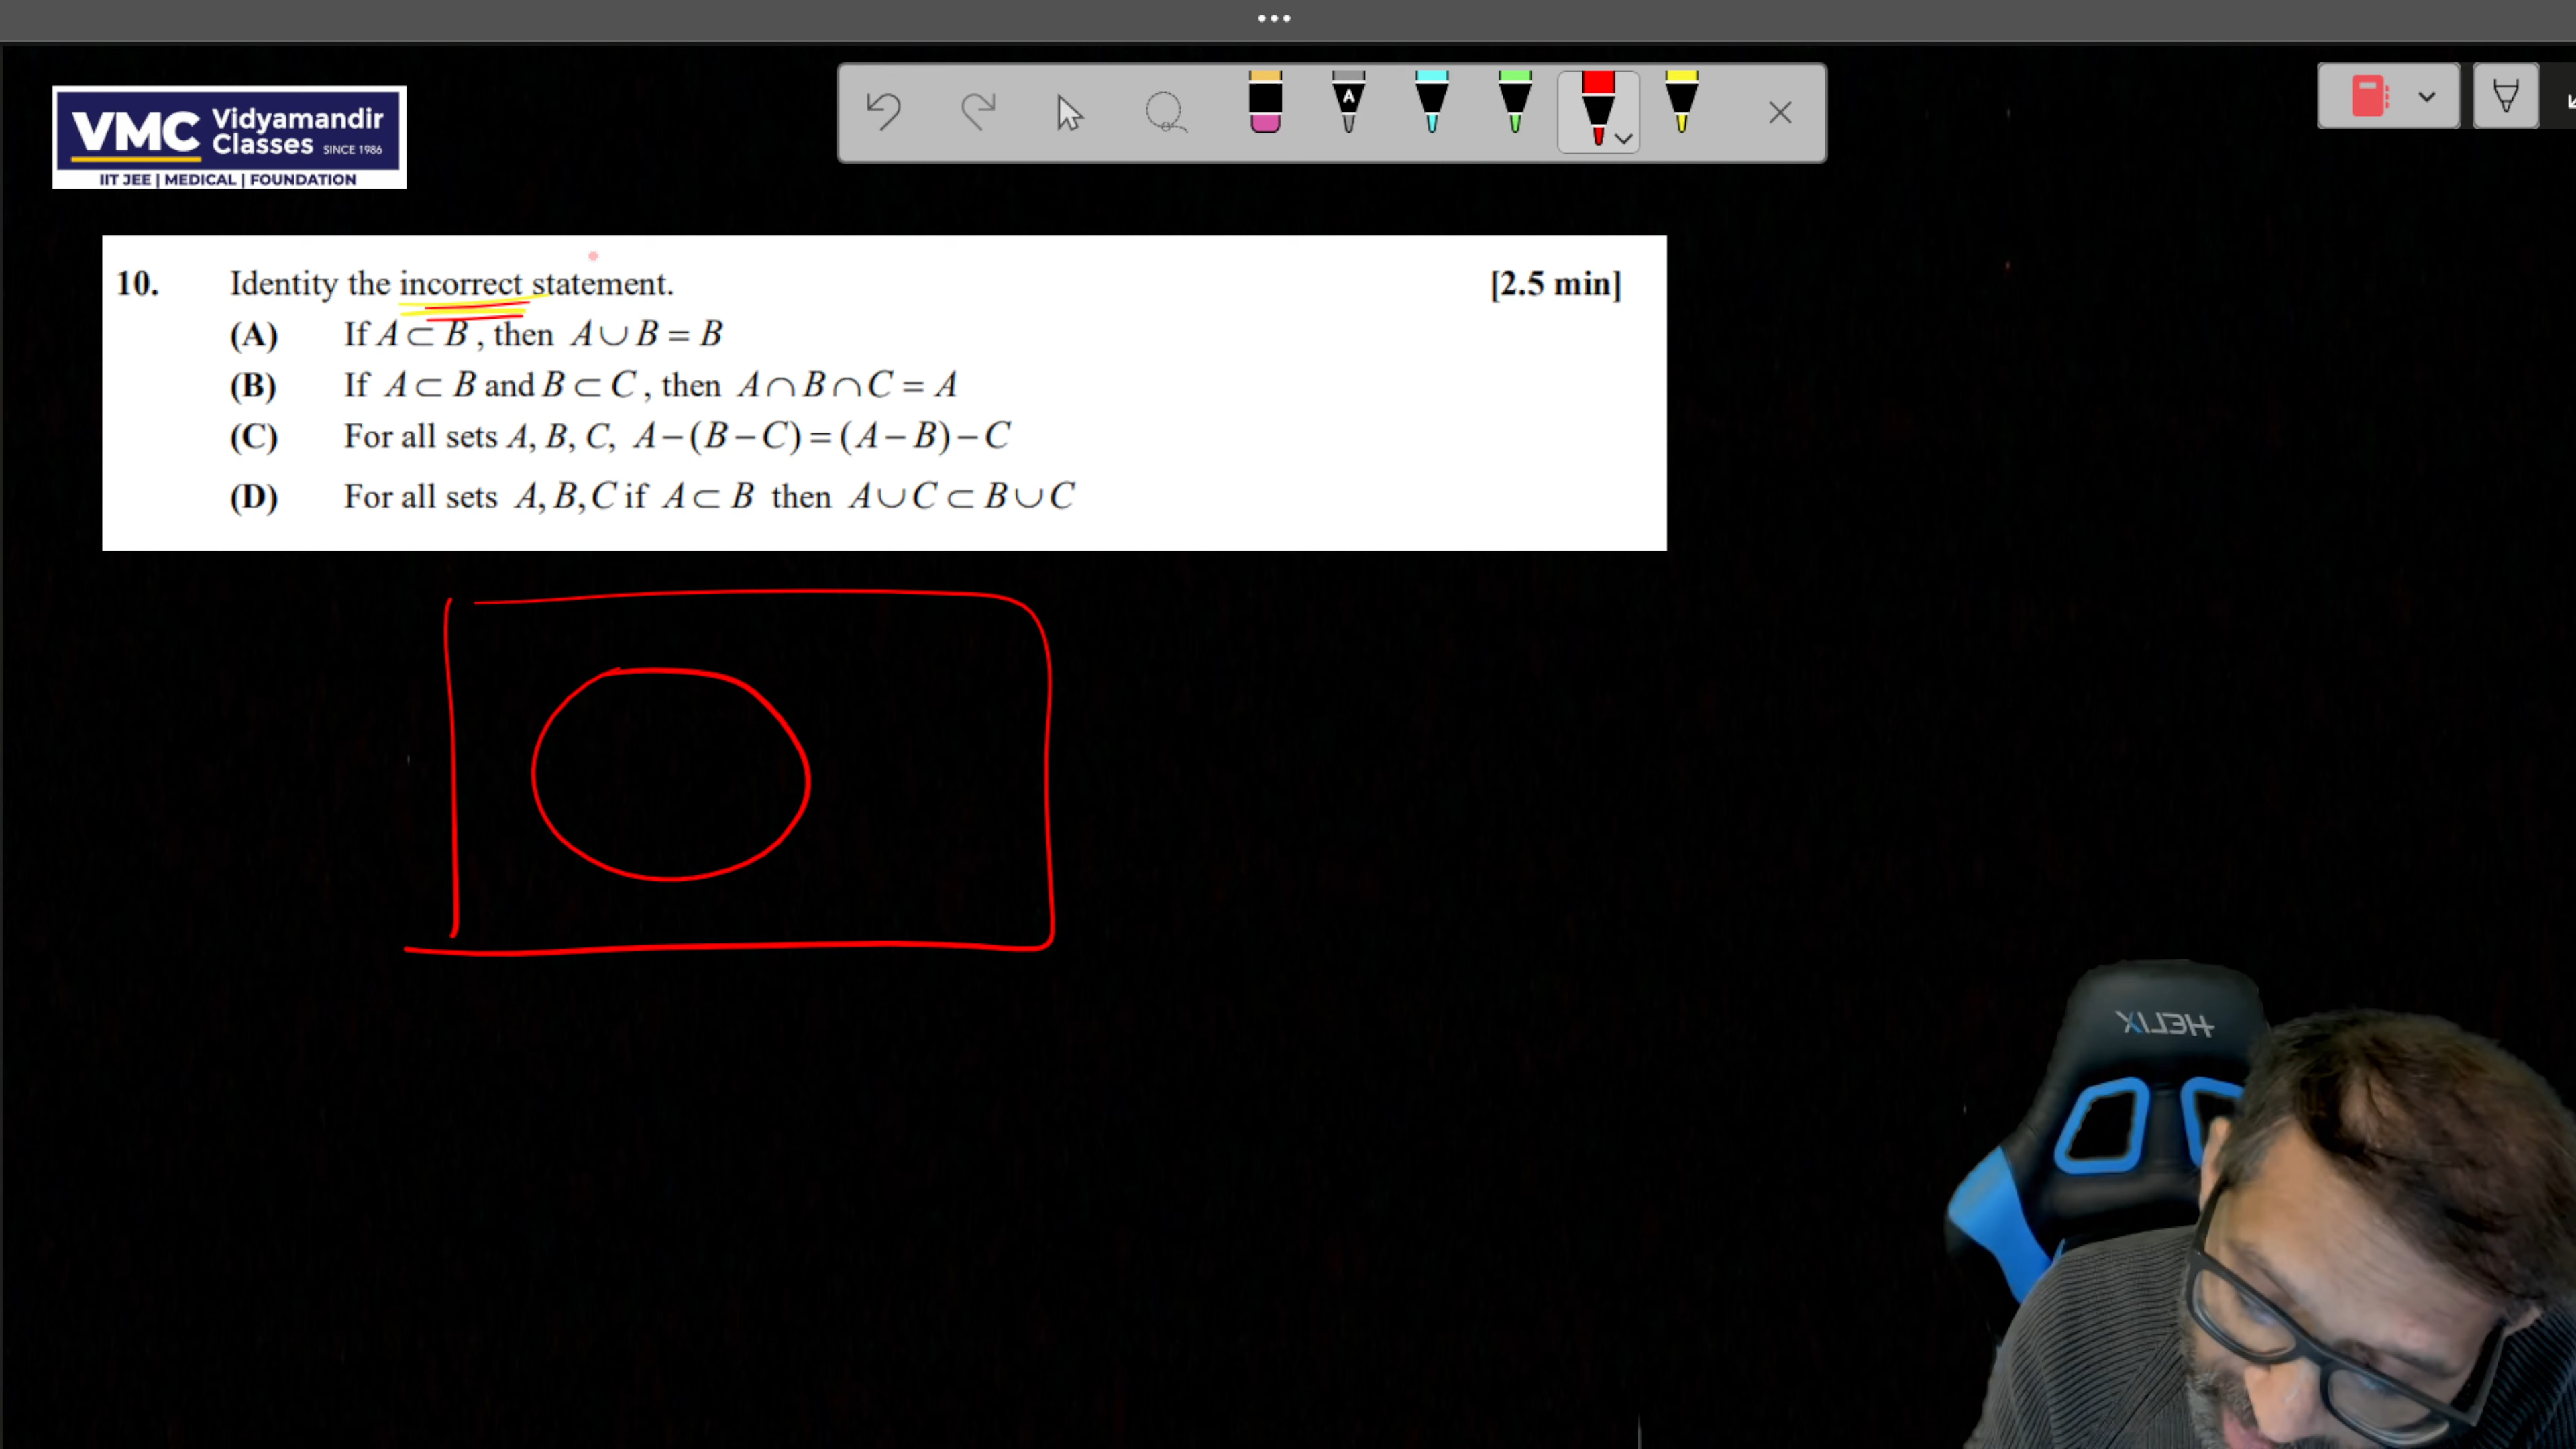 VMC Vidyamandir Classes SINCE 1986
IIT JEE | MEDICAL | FOUNDATION
10. Identity the incorrect statement. [2.5 min]
(A) If A ⊂ B , then A ∪ B = B
(B) If A ⊂ B and B ⊂ C , then A ∩ B ∩ C = A
(C) For all sets A, B, C, A − (B − C) = (A − B) − C
(D) For all sets A, B, C if A ⊂ B then A ∪ C ⊂ B ∪ C
A
HELIX